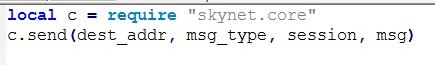 local c = require "skynet.core"
c.send(dest_addr, msg_type, session, msg)